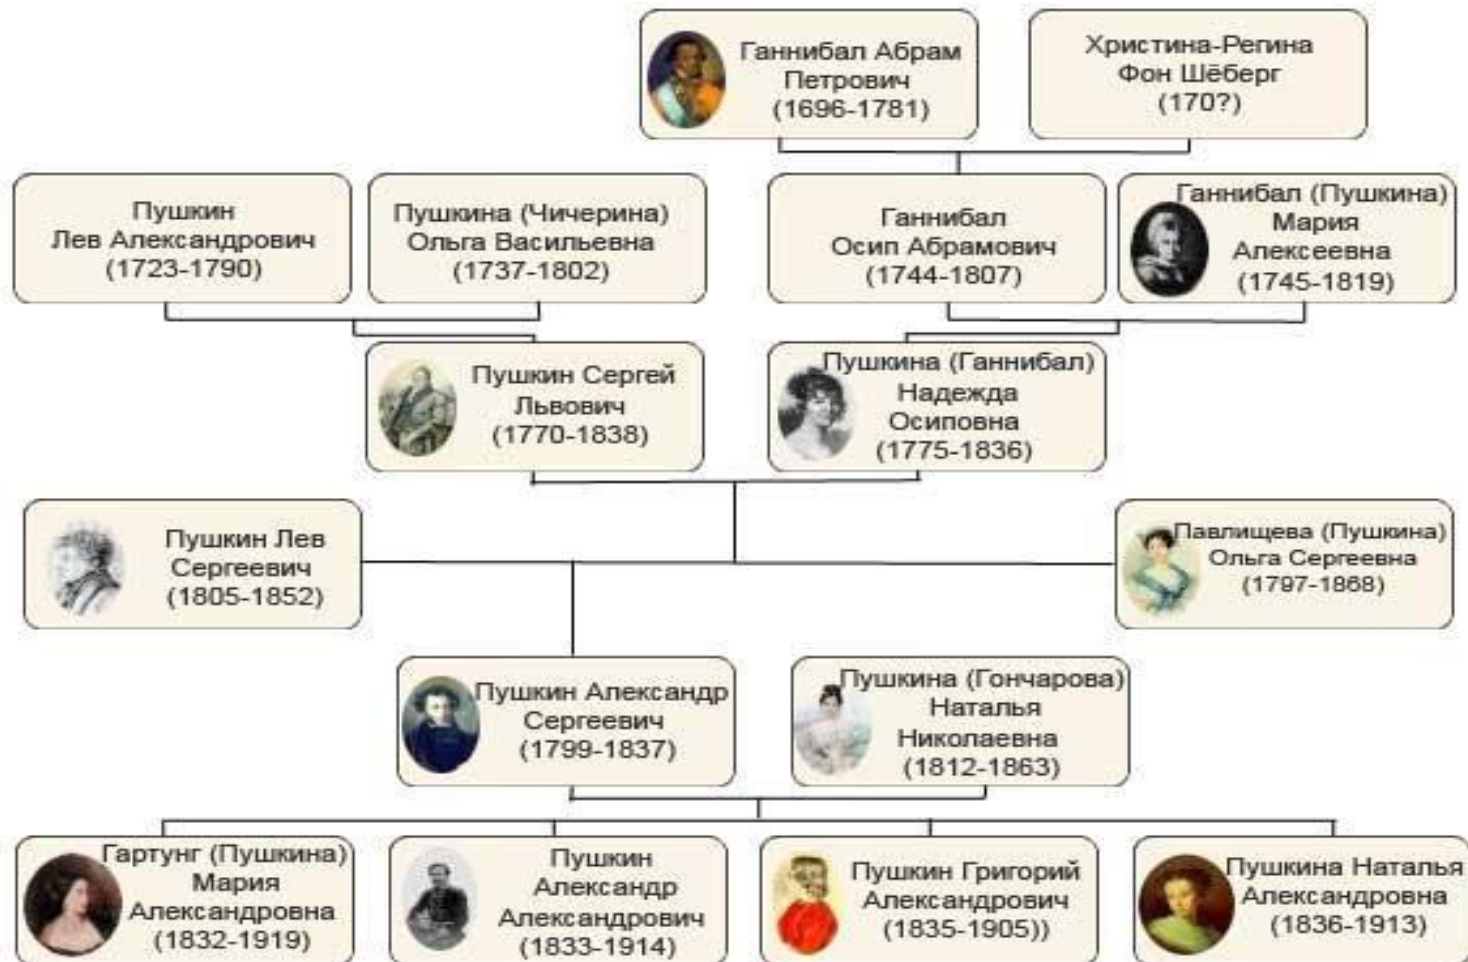 Ганнибал Абрам
Петрович
(1696-1781)
Христина-Регина
Фон Шёберг
(170?)
Пушкин
Лев Александрович
(1723-1790)
Пушкина (Чичерина)
Ольга Васильевна
(1737-1802)
Ганнибал
Осип Абрамович
(1744-1807)
Ганнибал (Пушкина)
Мария
Алексеевна
(1745-1819)
Пушкин Сергей
Львович
(1770-1838)
Пушкина (Ганнибал)
Надежда
Осиповна
(1775-1836)
Пушкин Лев
Сергеевич
(1805-1852)
Павлищева (Пушкина)
Ольга Сергеевна
(1797-1868)
Пушкин Александр
Сергеевич
(1799-1837)
Пушкина (Гончарова)
Наталья
Николаевна
(1812-1863)
Гартунг (Пушкина)
Мария
Александровна
(1832-1919)
Пушкин
Александр
Александрович
(1833-1914)
Пушкин Григорий
Александрович
(1835-1905))
Пушкина Наталья
Александровна
(1836-1913)